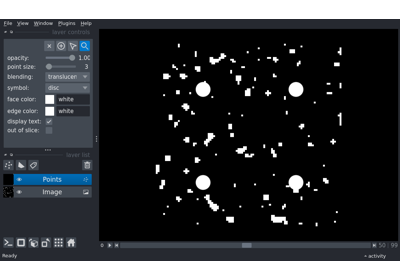 File View Window Plugins Help
layer controls
opacity: 1.00
point size: 3
blending: translucen
symbol: disc
face color: white
edge color: white
display text:
out of slice:
layer list
Points
Image
0 50 99
Ready activity